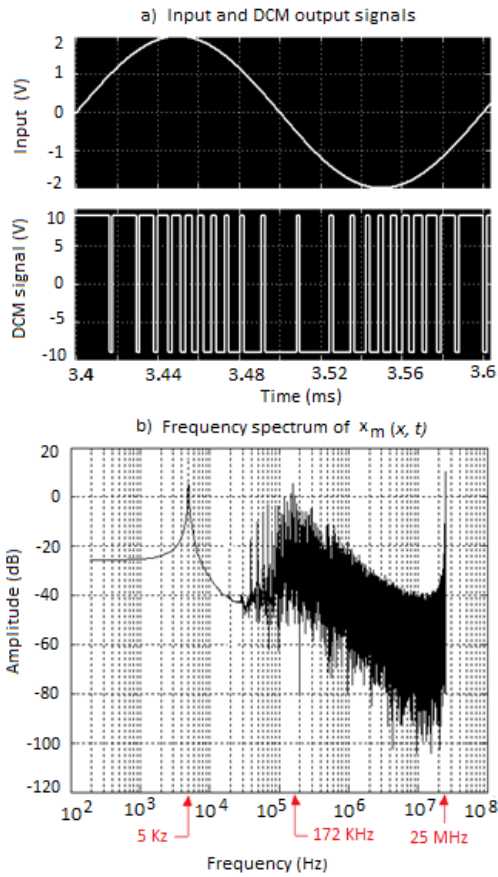 a) Input and DCM output signals
Input (V)
2
1
0
-1
-2
DCM signal (V)
10
5
0
-5
-10
3.4 3.44 3.48 3.52 3.56 3.6
Time (ms)
b) Frequency spectrum of x_m (x, t)
Amplitude (dB)
20
0
-20
-40
-60
-80
-100
-120
10^2 10^3 10^4 10^5 10^6 10^7 10^8
5 Kz 172 KHz 25 MHz
Frequency (Hz)